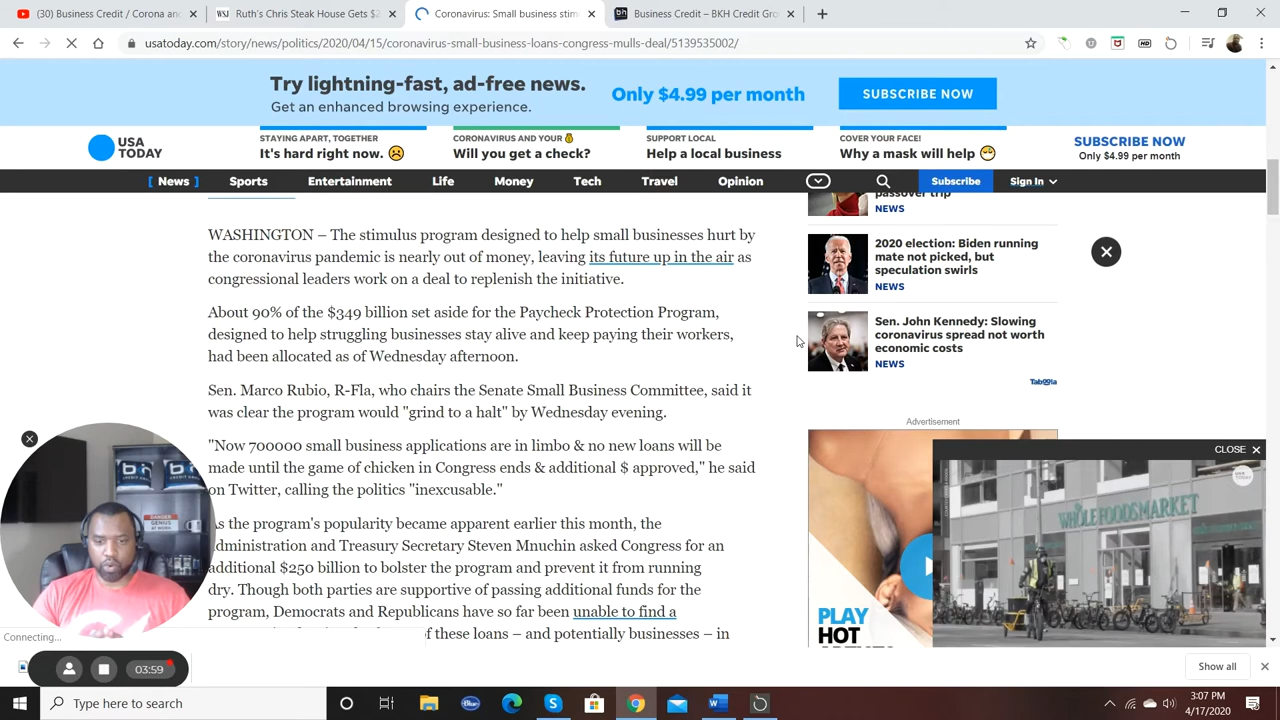 (30) Business Credit / Corona and
WSJ
Ruth's Chris Steak House Gets $2
Coronavirus: Small business stim
bh
Business Credit – BKH Credit Gro
usatoday.com/story/news/politics/2020/04/15/coronavirus-small-business-loans-congress-mulls-deal/5139535002/
Try lightning-fast, ad-free news.
Get an enhanced browsing experience.
Only $4.99 per month
SUBSCRIBE NOW
USA
TODAY
STAYING APART, TOGETHER
It's hard right now. 😣
CORONAVIRUS AND YOUR 💰
Will you get a check?
SUPPORT LOCAL
Help a local business
COVER YOUR FACE!
Why a mask will help 😷
SUBSCRIBE NOW
Only $4.99 per month
[ News ]
Sports
Entertainment
Life
Money
Tech
Travel
Opinion
Subscribe
Sign In
WASHINGTON – The stimulus program designed to help small businesses hurt by
the coronavirus pandemic is nearly out of money, leaving its future up in the air as
congressional leaders work on a deal to replenish the initiative.
About 90% of the $349 billion set aside for the Paycheck Protection Program,
designed to help struggling businesses stay alive and keep paying their workers,
had been allocated as of Wednesday afternoon.
Sen. Marco Rubio, R-Fla, who chairs the Senate Small Business Committee, said it
was clear the program would "grind to a halt" by Wednesday evening.
"Now 700000 small business applications are in limbo & no new loans will be
made until the game of chicken in Congress ends & additional $ approved," he said
on Twitter, calling the politics "inexcusable."
As the program's popularity became apparent earlier this month, the
administration and Treasury Secretary Steven Mnuchin asked Congress for an
additional $250 billion to bolster the program and prevent it from running
dry. Though both parties are supportive of passing additional funds for the
program, Democrats and Republicans have so far been unable to find a
of these loans – and potentially businesses – in
passover trip
NEWS
2020 election: Biden running
mate not picked, but
speculation swirls
NEWS
Sen. John Kennedy: Slowing
coronavirus spread not worth
economic costs
NEWS
Taboola
Advertisement
PLAY
HOT
CLOSE
WHOLE FOODS MARKET
DANGER
GENIUS
AT WORK
Connecting...
03:59
Show all
Type here to search
3:07 PM
4/17/2020